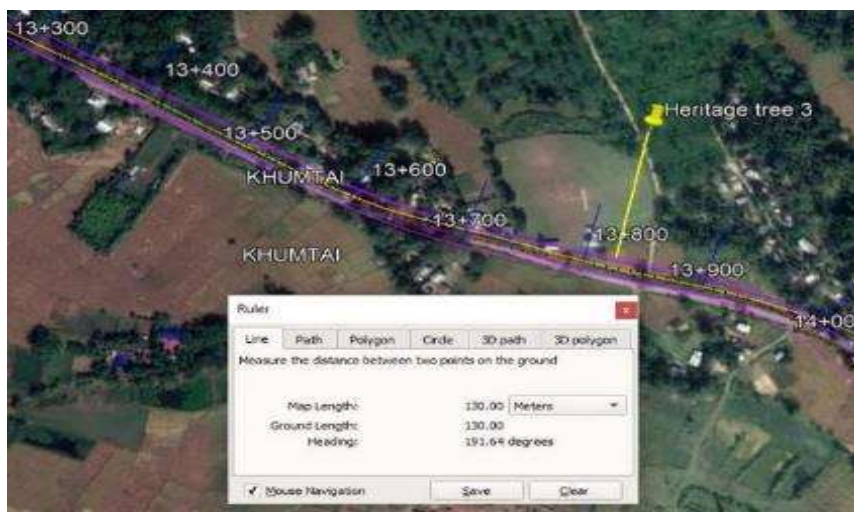 13+300
13+400
13+500
KHUMTAI
13+600
13+700
Heritage tree 3
13+800
13+900
14+00
KHUMTAI
Ruler
Line Path Polygon Circle 3D path 3D polygon
Measure the distance between two points on the ground
Map Length: 130.00 Meters
Ground Length: 130.00
Heading: 191.64 degrees
Mouse Navigation Save Clear